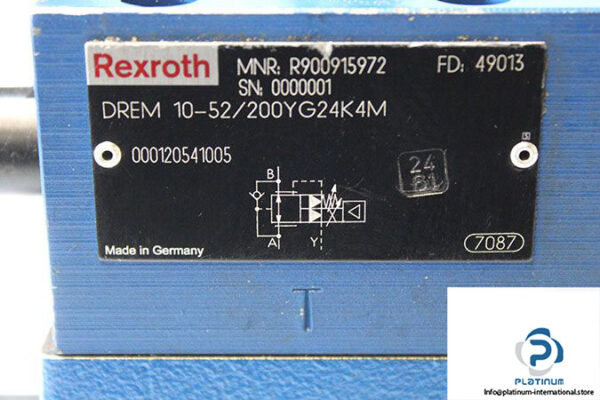 Rexroth
MNR: R900915972
FD: 49013
SN: 0000001
DREM 10-52/200YG24K4M
000120541005
24
81
B
A
Y
Made in Germany
7087
T
PLATINUM
Info@platinum-international.store